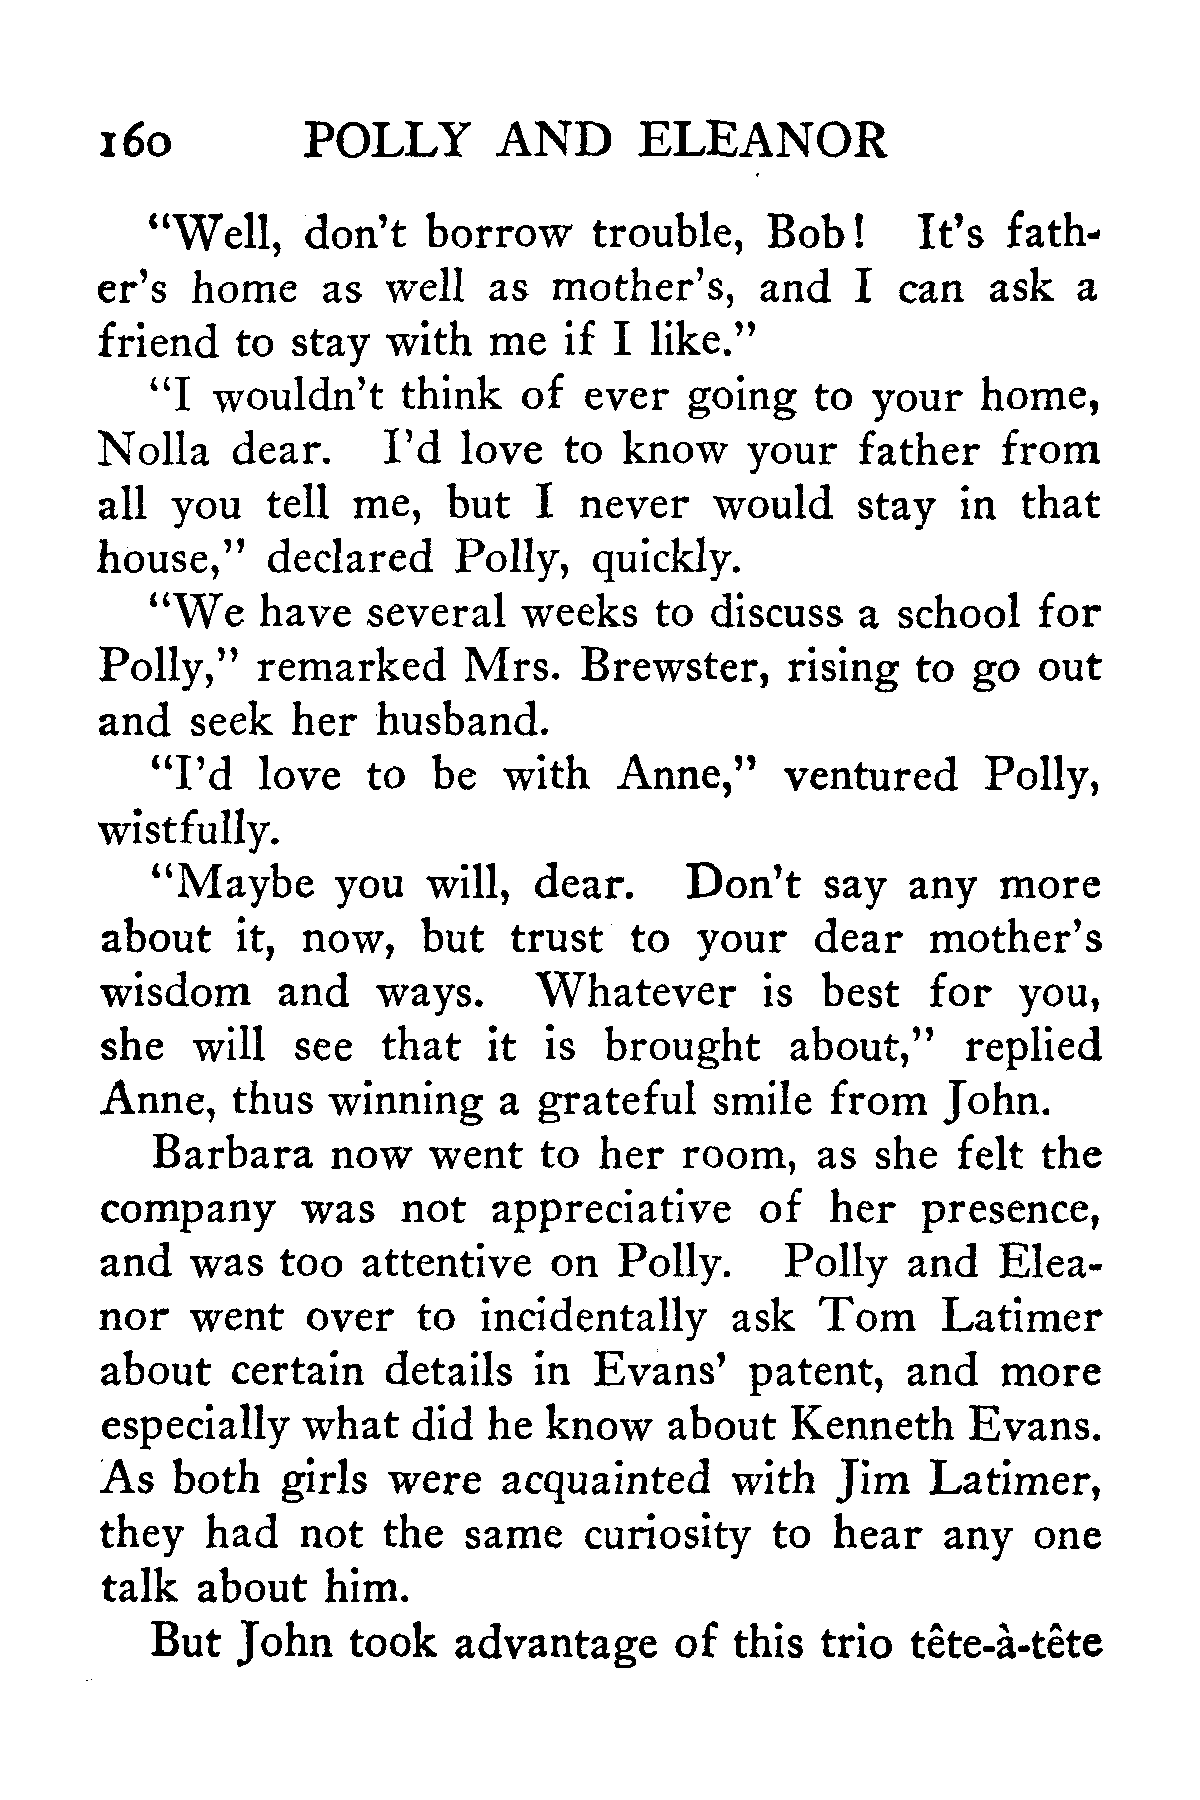 160 POLLY AND ELEANOR
“Well, don’t borrow trouble, Bob! It’s fath-
er’s home as well as mother’s, and I can ask a
friend to stay with me if I like.”
“I wouldn’t think of ever going to your home,
Nolla dear. I’d love to know your father from
all you tell me, but I never would stay in that
house,” declared Polly, quickly.
“We have several weeks to discuss a school for
Polly,” remarked Mrs. Brewster, rising to go out
and seek her husband.
“I’d love to be with Anne,” ventured Polly,
wistfully.
“Maybe you will, dear. Don’t say any more
about it, now, but trust to your dear mother’s
wisdom and ways. Whatever is best for you,
she will see that it is brought about,” replied
Anne, thus winning a grateful smile from John.
Barbara now went to her room, as she felt the
company was not appreciative of her presence,
and was too attentive on Polly. Polly and Elea-
nor went over to incidentally ask Tom Latimer
about certain details in Evans’ patent, and more
especially what did he know about Kenneth Evans.
As both girls were acquainted with Jim Latimer,
they had not the same curiosity to hear any one
talk about him.
But John took advantage of this trio tête-à-tête